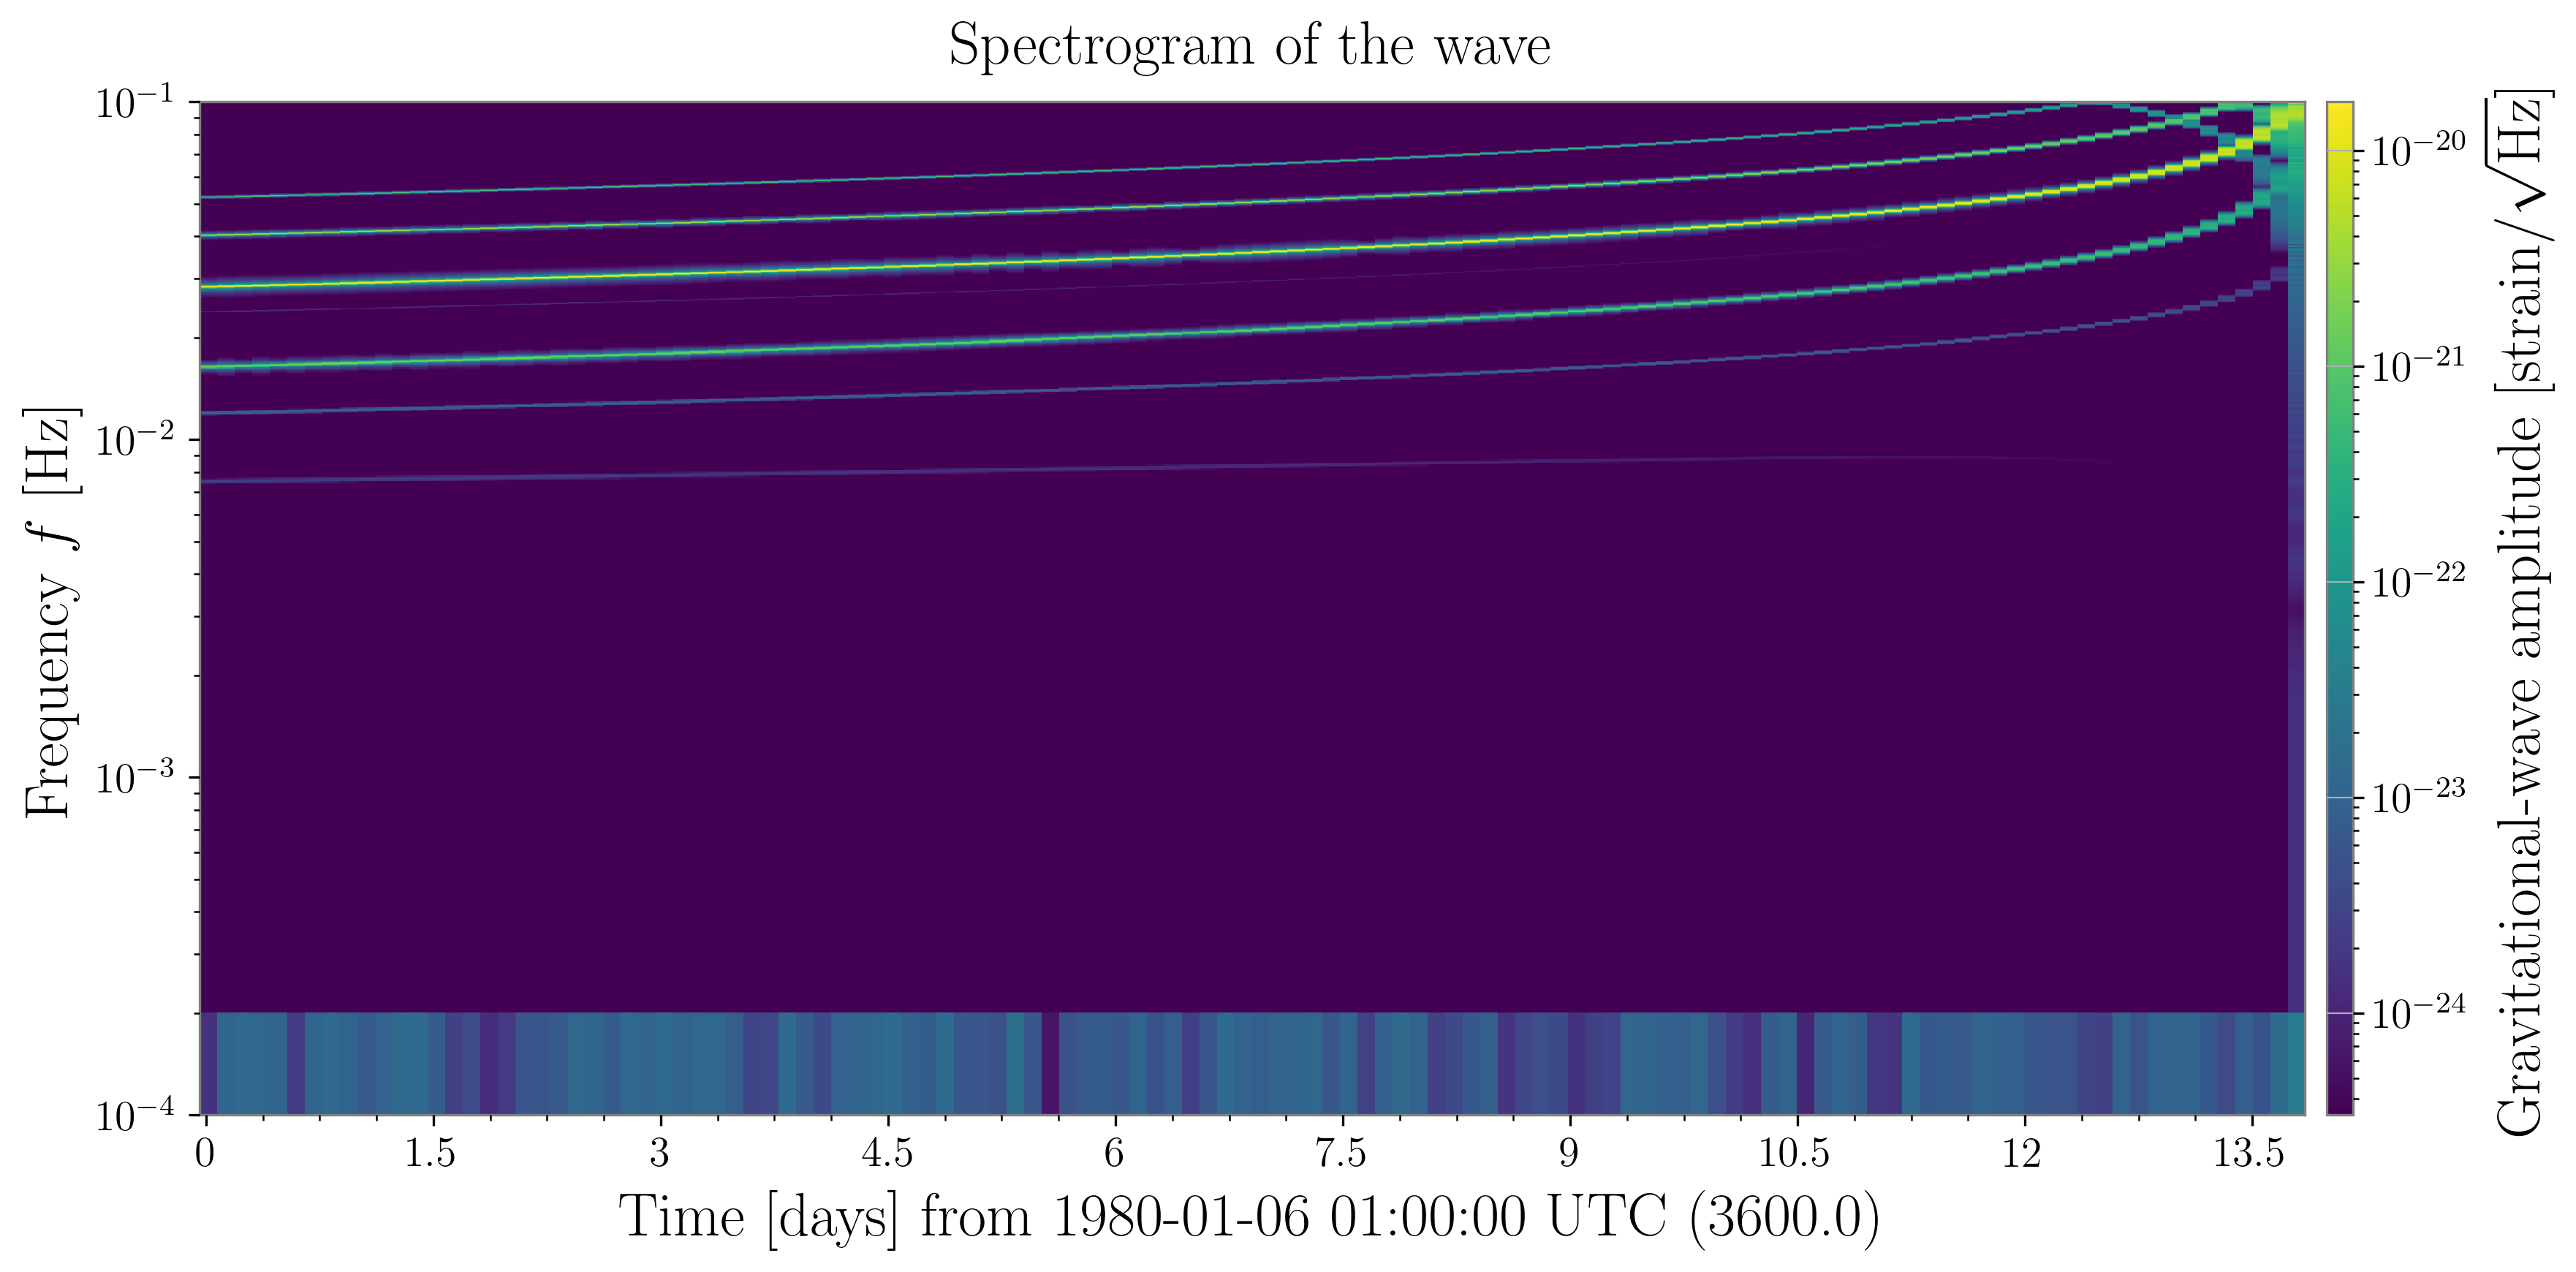 Spectrogram of the wave
10⁻¹
10⁻²
10⁻³
10⁻⁴
Frequency f [Hz]
0 1.5 3 4.5 6 7.5 9 10.5 12 13.5
Time [days] from 1980-01-06 01:00:00 UTC (3600.0)
10⁻²⁰
10⁻²¹
10⁻²²
10⁻²³
10⁻²⁴
Gravitational-wave amplitude [strain/√Hz]